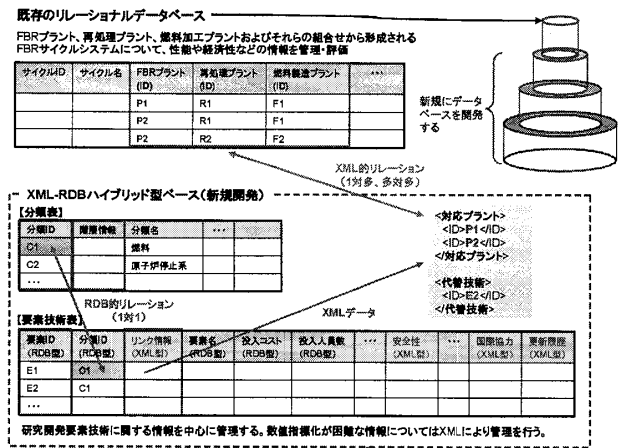 既存のリレーショナルデータベース
FBRプラント、再処理プラント、燃料加工プラントおよびそれらの組合せから形成される
FBRサイクルシステムについて、性能や経済性などの情報を管理・評価
サイクルID サイクル名 FBRプラント(ID) 再処理プラント(ID) 燃料製造プラント(ID) ・・・
P1 R1 F1
P2 R1 F1
P2 R2 F2
新規にデータ
ベースを開発
する
XML的リレーション
(1対多、多対多)
XML-RDBハイブリッド型ベース(新規開発)
【分類表】
分類ID 階層情報 分類名 ・・・
C1 燃料
C2 原子炉停止系
・・・
<対応プラント>
<ID>P1</ID>
<ID>P2</ID>
</対応プラント>
<代替技術>
<ID>E2</ID>
</代替技術>
RDB的リレーション
(1対1)
XMLデータ
【要素技術表】
要素ID(RDB型) 分類ID(RDB型) リンク情報(XML型) 要素名(RDB型) 投入コスト(RDB型) 投入人員数(RDB型) ・・・ 安全性(XML型) ・・・ 国際協力(XML型) 更新履歴(XML型)
E1 C1
E2 C1
・・・
研究開発要素技術に関する情報を中心に管理する。数値指標化が困難な情報についてはXMLにより管理を行う。